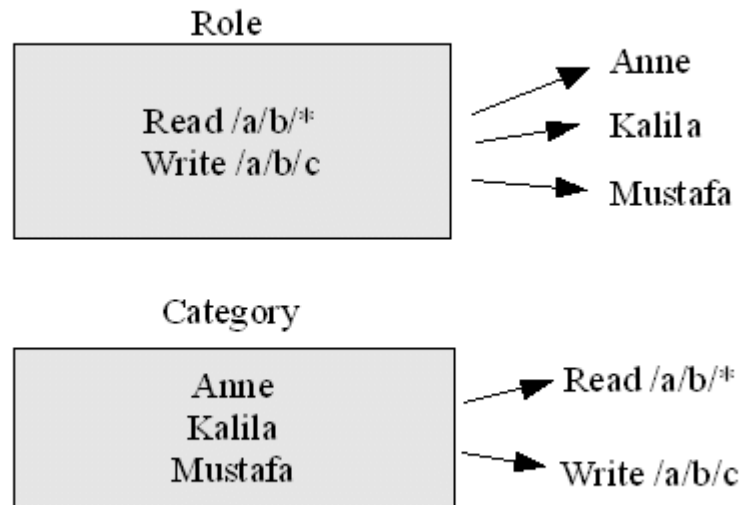 Role
Read /a/b/*
Write /a/b/c
Anne
Kalila
Mustafa
Category
Anne
Kalila
Mustafa
Read /a/b/*
Write /a/b/c